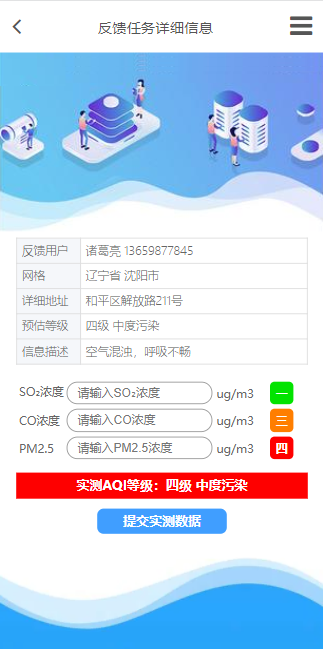 反馈任务详细信息
反馈用户 诸葛亮 13659877845
网格 辽宁省 沈阳市
详细地址 和平区解放路211号
预估等级 四级 中度污染
信息描述 空气混浊，呼吸不畅
SO₂浓度 请输入SO₂浓度 ug/m3 一
CO浓度 请输入CO浓度 ug/m3 三
PM2.5 请输入PM2.5浓度 ug/m3 四
实测AQI等级：四级 中度污染
提交实测数据